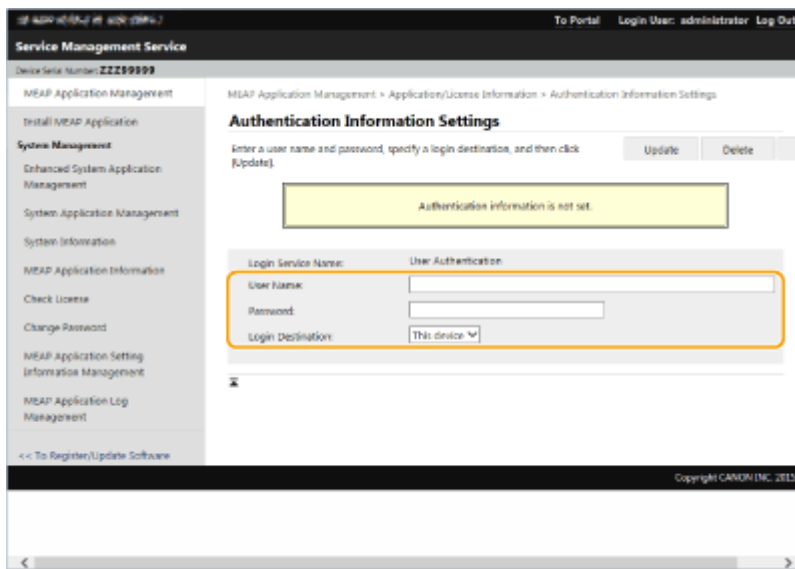 To Portal Login User: administrator Log Out
Service Management Service
Device Serial Number: ZZZ99999
MEAP Application Management
Install MEAP Application
System Management
Enhanced System Application
Management
System Application Management
System Information
MEAP Application Information
Check License
Change Password
MEAP Application Setting
Information Management
MEAP Application Log
Management
<< To Register/Update Software
MEAP Application Management > Application/License Information > Authentication Information Settings
Authentication Information Settings
Enter a user name and password, specify a login destination, and then click
[Update].
Update Delete
Authentication information is not set.
Login Service Name: User Authentication
User Name:
Password:
Login Destination: This device
Copyright CANON INC. 2015